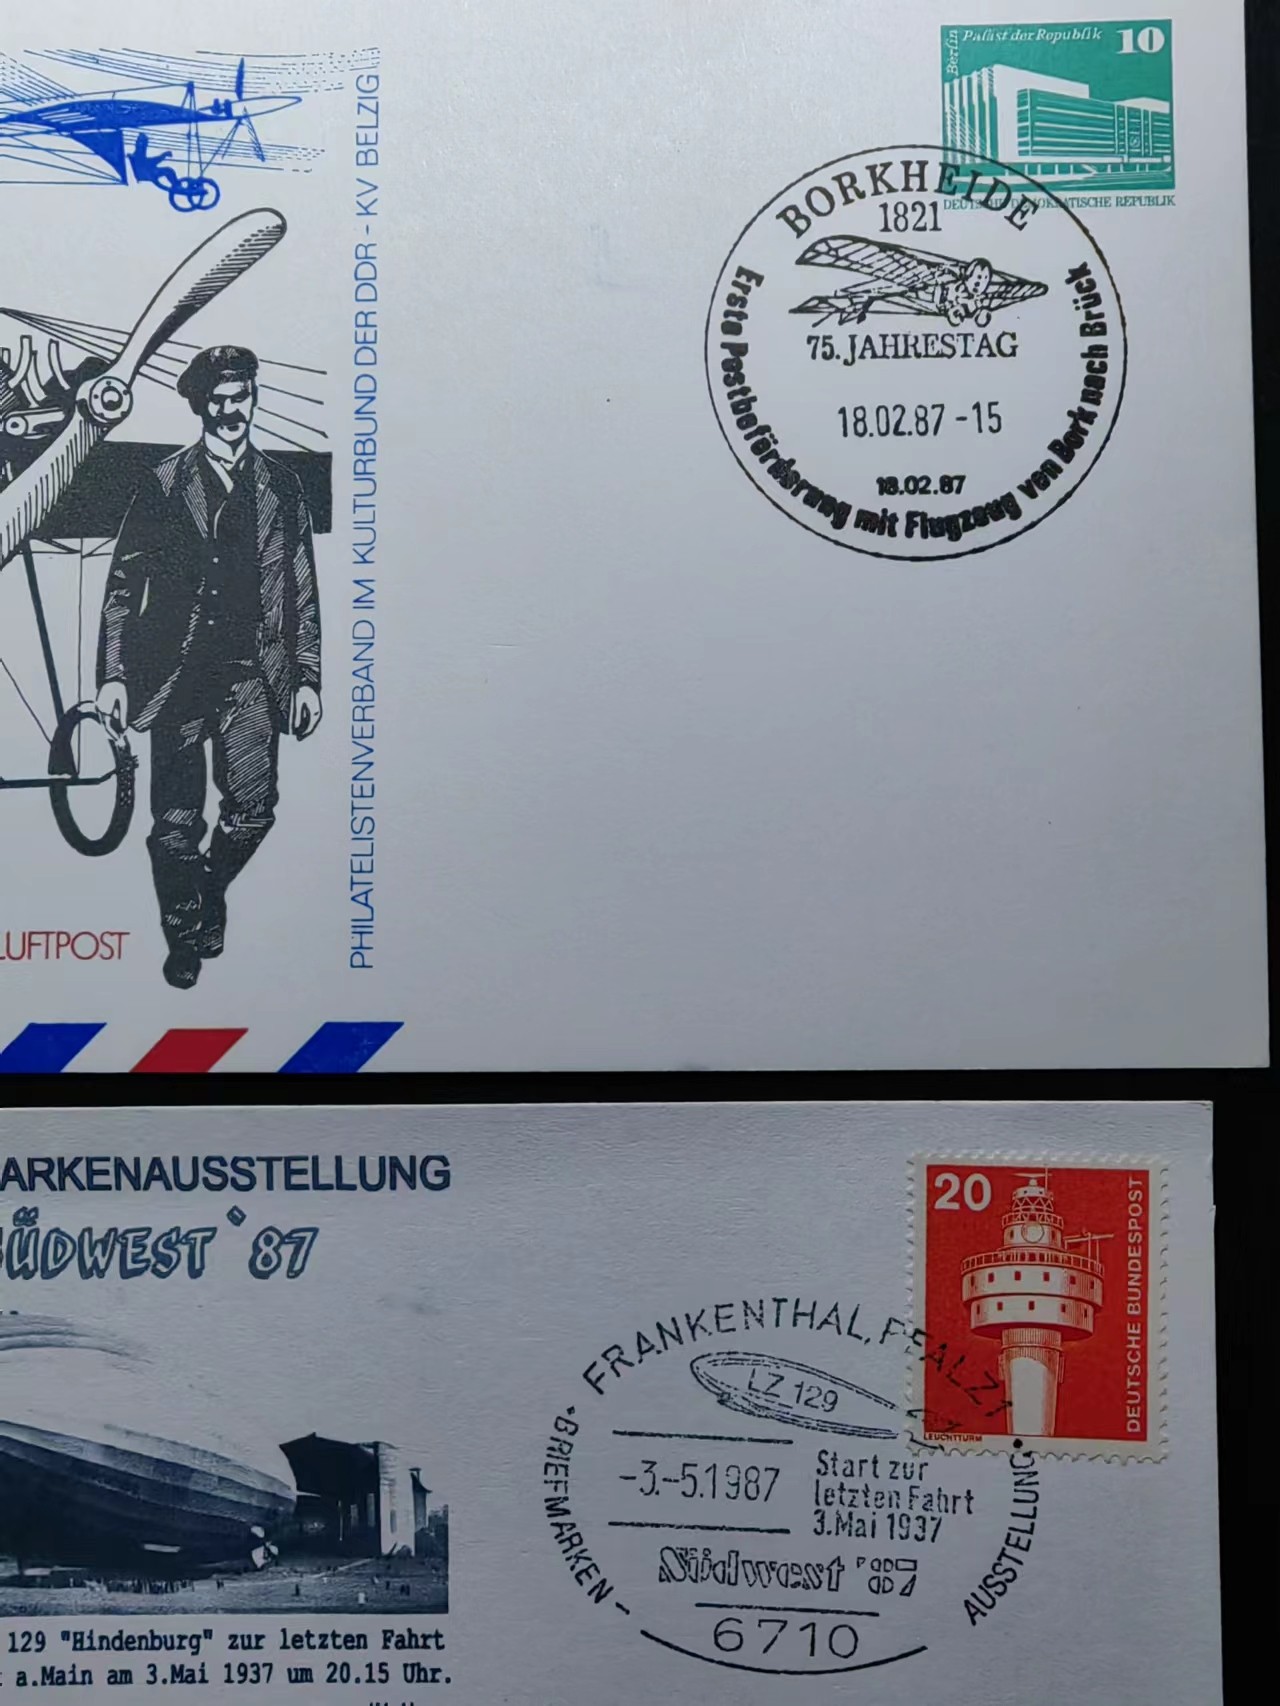 Berlin
Palast der Republik 10
DEUTSCHE DEMOKRATISCHE REPUBLIK
BORKHEIDE
1821
75. JAHRESTAG
18.02.87 -15
18.02.87
Erste Postbeförderung mit Flugzeug von Bork nach Brück
PHILATELISTENVERBAND IM KULTURBUND DER DDR - KV BELZIG
LUFTPOST
ARKENAUSSTELLUNG
SÜDWEST '87
20
DEUTSCHE BUNDESPOST
LEUCHTTURM
FRANKENTHAL, PFALZ 1
LZ 129
-3.-5.1987
Start zur
letzten Fahrt
3.Mai 1937
Südwest '87
*BRIEFMARKEN-
AUSSTELLUNG*
6710
129 "Hindenburg" zur letzten Fahrt
a.Main am 3.Mai 1937 um 20.15 Uhr.